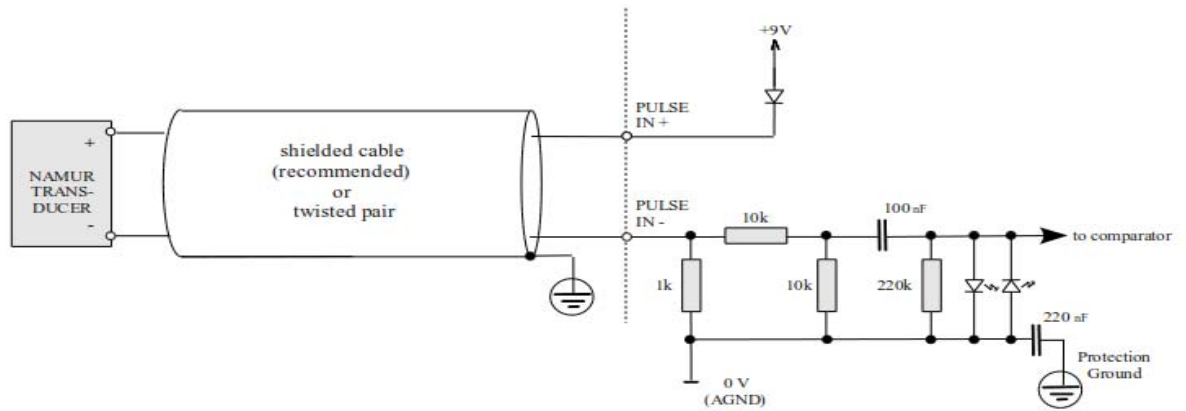 +9V
PULSE
IN +
+
NAMUR
TRANS-
DUCER
-
shielded cable
(recommended)
or
twisted pair
PULSE
IN -
10k
100 nF
to comparator
1k
10k
220k
220 nF
0 V
(AGND)
Protection
Ground